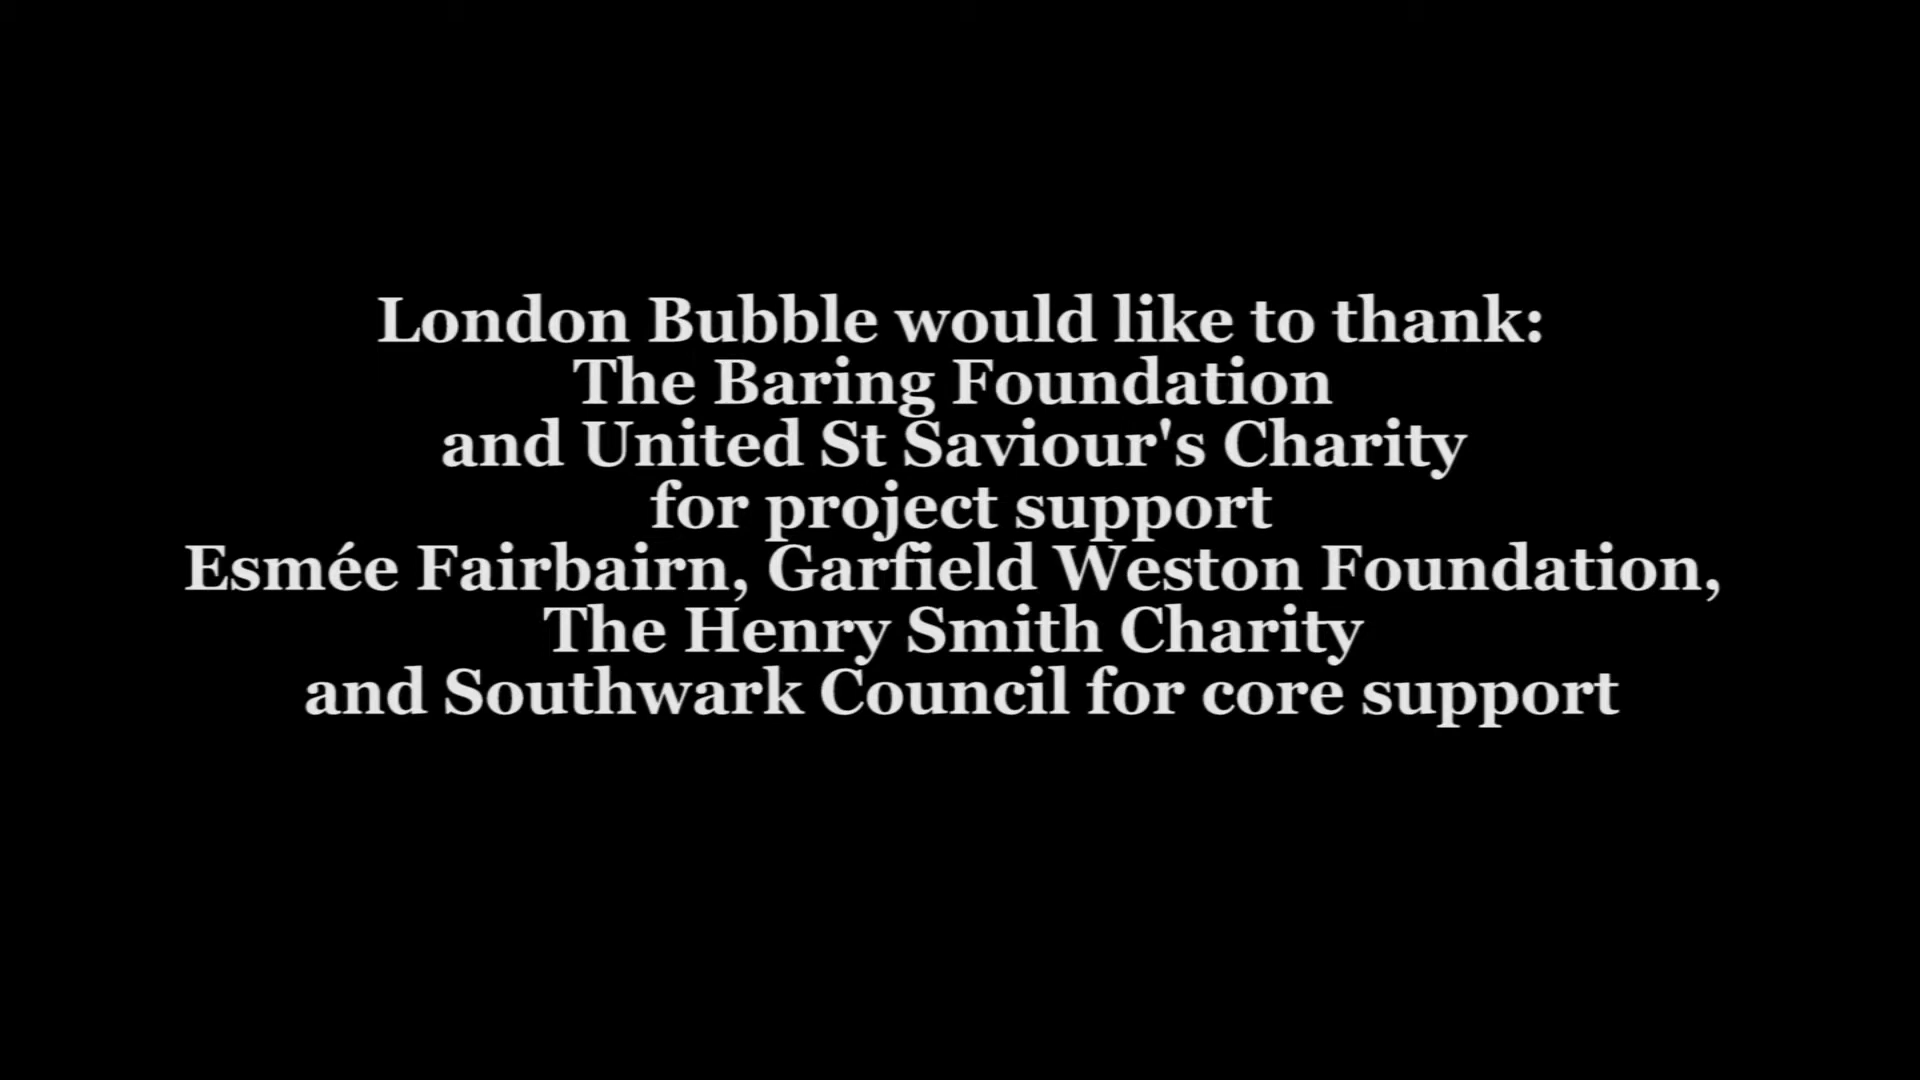 London Bubble would like to thank:
The Baring Foundation
and United St Saviour's Charity
for project support
Esmée Fairbairn, Garfield Weston Foundation,
The Henry Smith Charity
and Southwark Council for core support